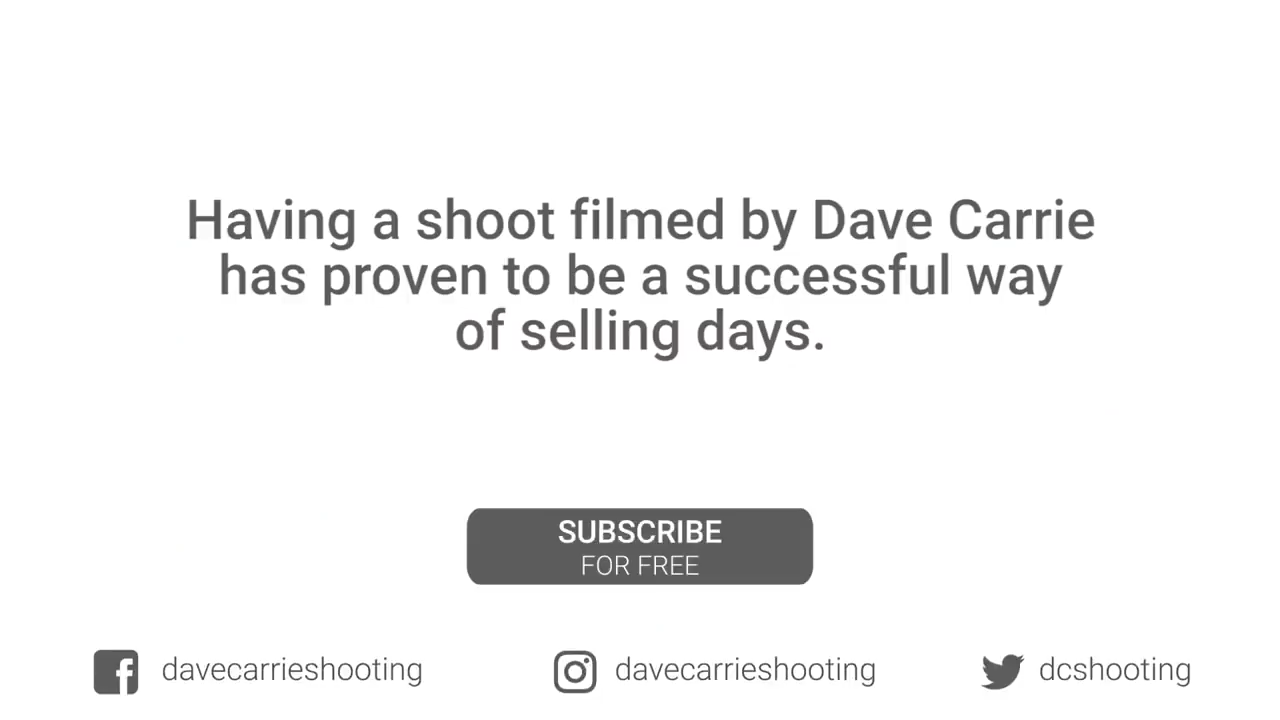 Having a shoot filmed by Dave Carrie
has proven to be a successful way
of selling days.
SUBSCRIBE
FOR FREE
davecarrieshooting
davecarrieshooting
dcshooting